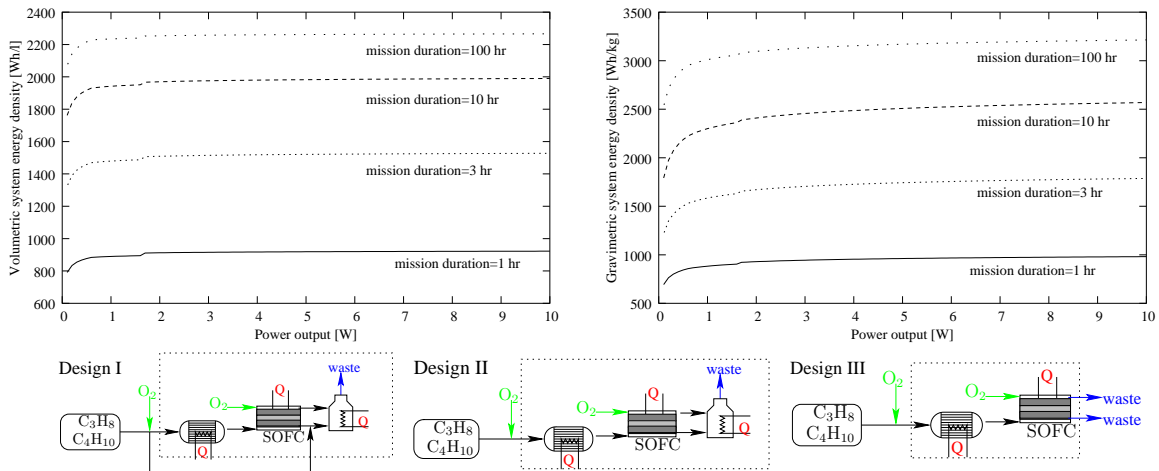 Volumetric system energy density [Wh/l]
2400
2200
2000
1800
1600
1400
1200
1000
800
600
mission duration=100 hr
mission duration=10 hr
mission duration=3 hr
mission duration=1 hr
0 1 2 3 4 5 6 7 8 9 10
Power output [W]
Gravimetric system energy density [Wh/kg]
3500
3000
2500
2000
1500
1000
500
mission duration=100 hr
mission duration=10 hr
mission duration=3 hr
mission duration=1 hr
0 1 2 3 4 5 6 7 8 9 10
Power output [W]
Design I
O₂
C₃H₈
C₄H₁₀
Q
O₂
Q
SOFC
waste
Q
Design II
O₂
C₃H₈
C₄H₁₀
Q
O₂
Q
SOFC
waste
Q
Design III
O₂
C₃H₈
C₄H₁₀
Q
O₂
Q
SOFC
waste
waste